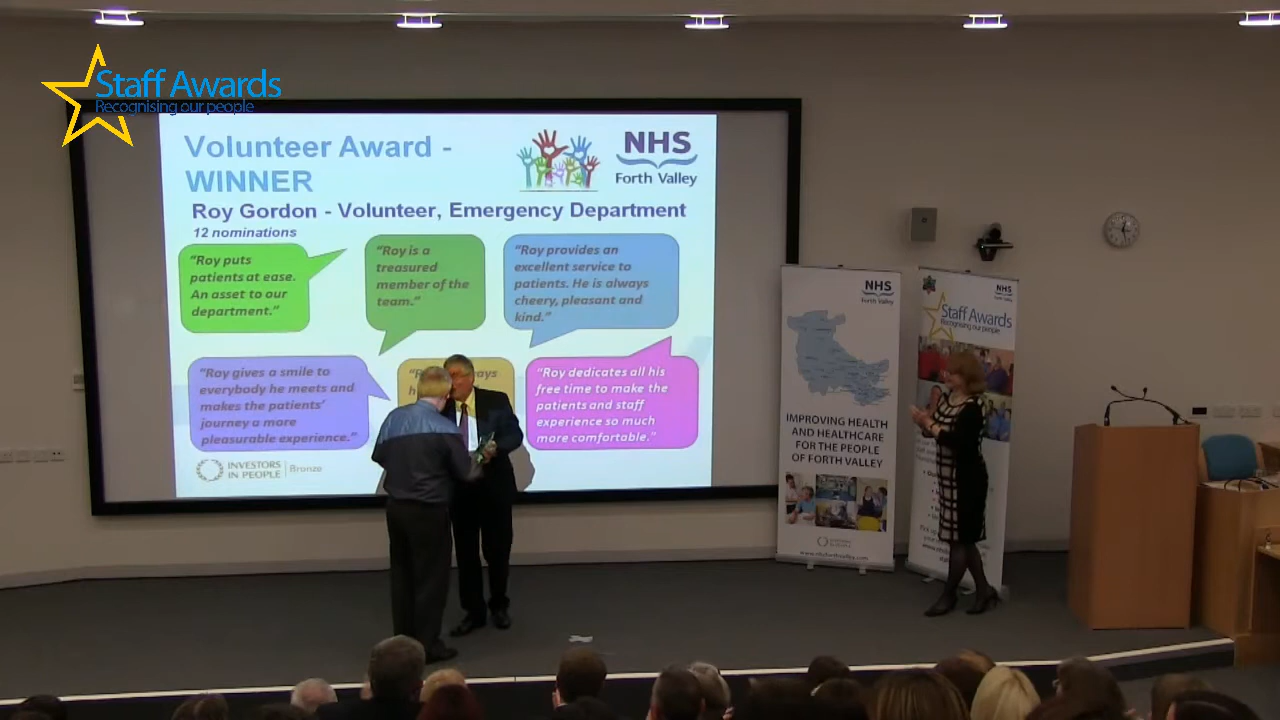 Staff Awards
Recognising our people
Volunteer Award -
WINNER
NHS
Forth Valley
Roy Gordon - Volunteer, Emergency Department
12 nominations
"Roy puts
patients at ease.
An asset to our
department."
"Roy is a
treasured
member of the
team."
"Roy provides an
excellent service to
patients. He is always
cheery, pleasant and
kind."
"Roy gives a smile to
everybody he meets and
makes the patients'
journey a more
pleasurable experience."
"Roy dedicates all his
free time to make the
patients and staff
experience so much
more comfortable."
INVESTORS
IN PEOPLE
Bronze
NHS
Forth Valley
IMPROVING HEALTH
AND HEALTHCARE
FOR THE PEOPLE
OF FORTH VALLEY
www.nhsforthvalley.com
NHS
Staff Awards
Recognising our people